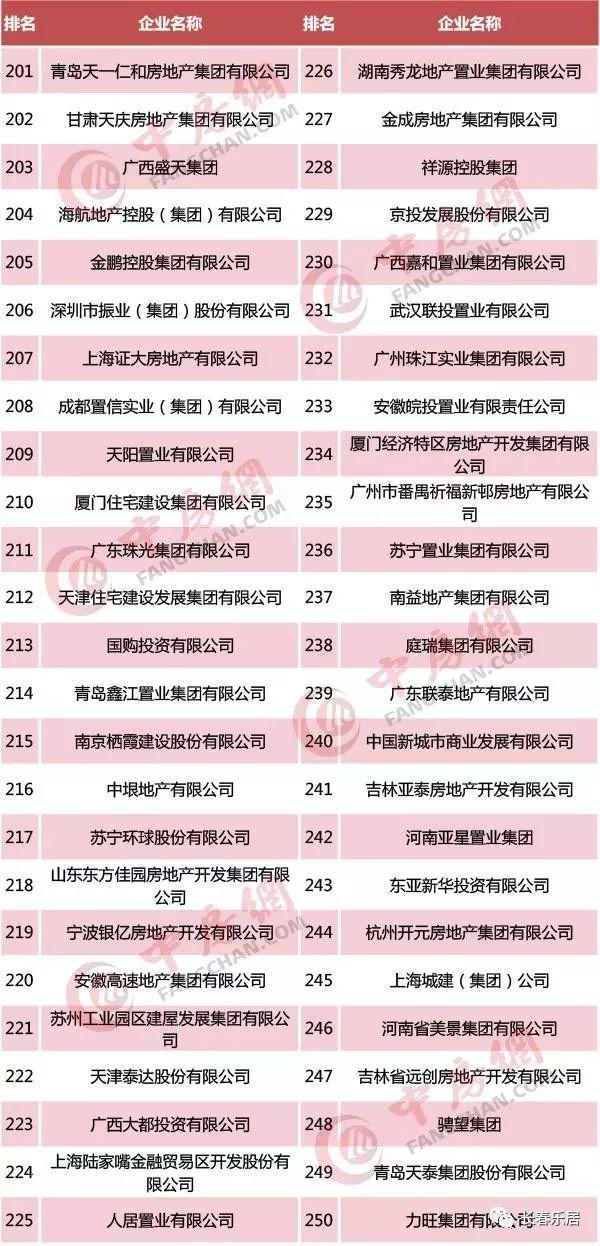 排名 企业名称 排名 企业名称
201 青岛天一仁和房地产集团有限公司 226 湖南秀龙地产置业集团有限公司
202 甘肃天庆房地产集团有限公司 227 金成房地产集团有限公司
203 广西盛天集团 228 祥源控股集团
204 海航地产控股（集团）有限公司 229 京投发展股份有限公司
205 金鹏控股集团有限公司 230 广西嘉和置业集团有限公司
206 深圳市振业（集团）股份有限公司 231 武汉联投置业有限公司
207 上海证大房地产有限公司 232 广州珠江实业集团有限公司
208 成都置信实业（集团）有限公司 233 安徽皖投置业有限责任公司
209 天阳置业有限公司 234 厦门经济特区房地产开发集团有限公司
210 厦门住宅建设集团有限公司 235 广州市番禺祈福新邨房地产有限公司
211 广东珠光集团有限公司 236 苏宁置业集团有限公司
212 天津住宅建设发展集团有限公司 237 南益地产集团有限公司
213 国购投资有限公司 238 庭瑞集团有限公司
214 青岛鑫江置业集团有限公司 239 广东联泰地产有限公司
215 南京栖霞建设股份有限公司 240 中国新城市商业发展有限公司
216 中垠地产有限公司 241 吉林亚泰房地产开发有限公司
217 苏宁环球股份有限公司 242 河南亚星置业集团
218 山东东方佳园房地产开发集团有限公司 243 东亚新华投资有限公司
219 宁波银亿房地产开发有限公司 244 杭州开元房地产集团有限公司
220 安徽高速地产集团有限公司 245 上海城建（集团）公司
221 苏州工业园区建屋发展集团有限公司 246 河南省美景集团有限公司
222 天津泰达股份有限公司 247 吉林省远创房地产开发有限公司
223 广西大都投资有限公司 248 骋望集团
224 上海陆家嘴金融贸易区开发股份有限公司 249 青岛天泰集团股份有限公司
225 人居置业有限公司 250 力旺集团有限公司
长春乐居
中房網
FANGCHAN.COM
中房網
FANGCHAN.COM
中房網
FANGCHAN.COM
中房網
FANGCHAN.COM
中房網
FANGCHAN.COM
中房網
FANGCHAN.COM